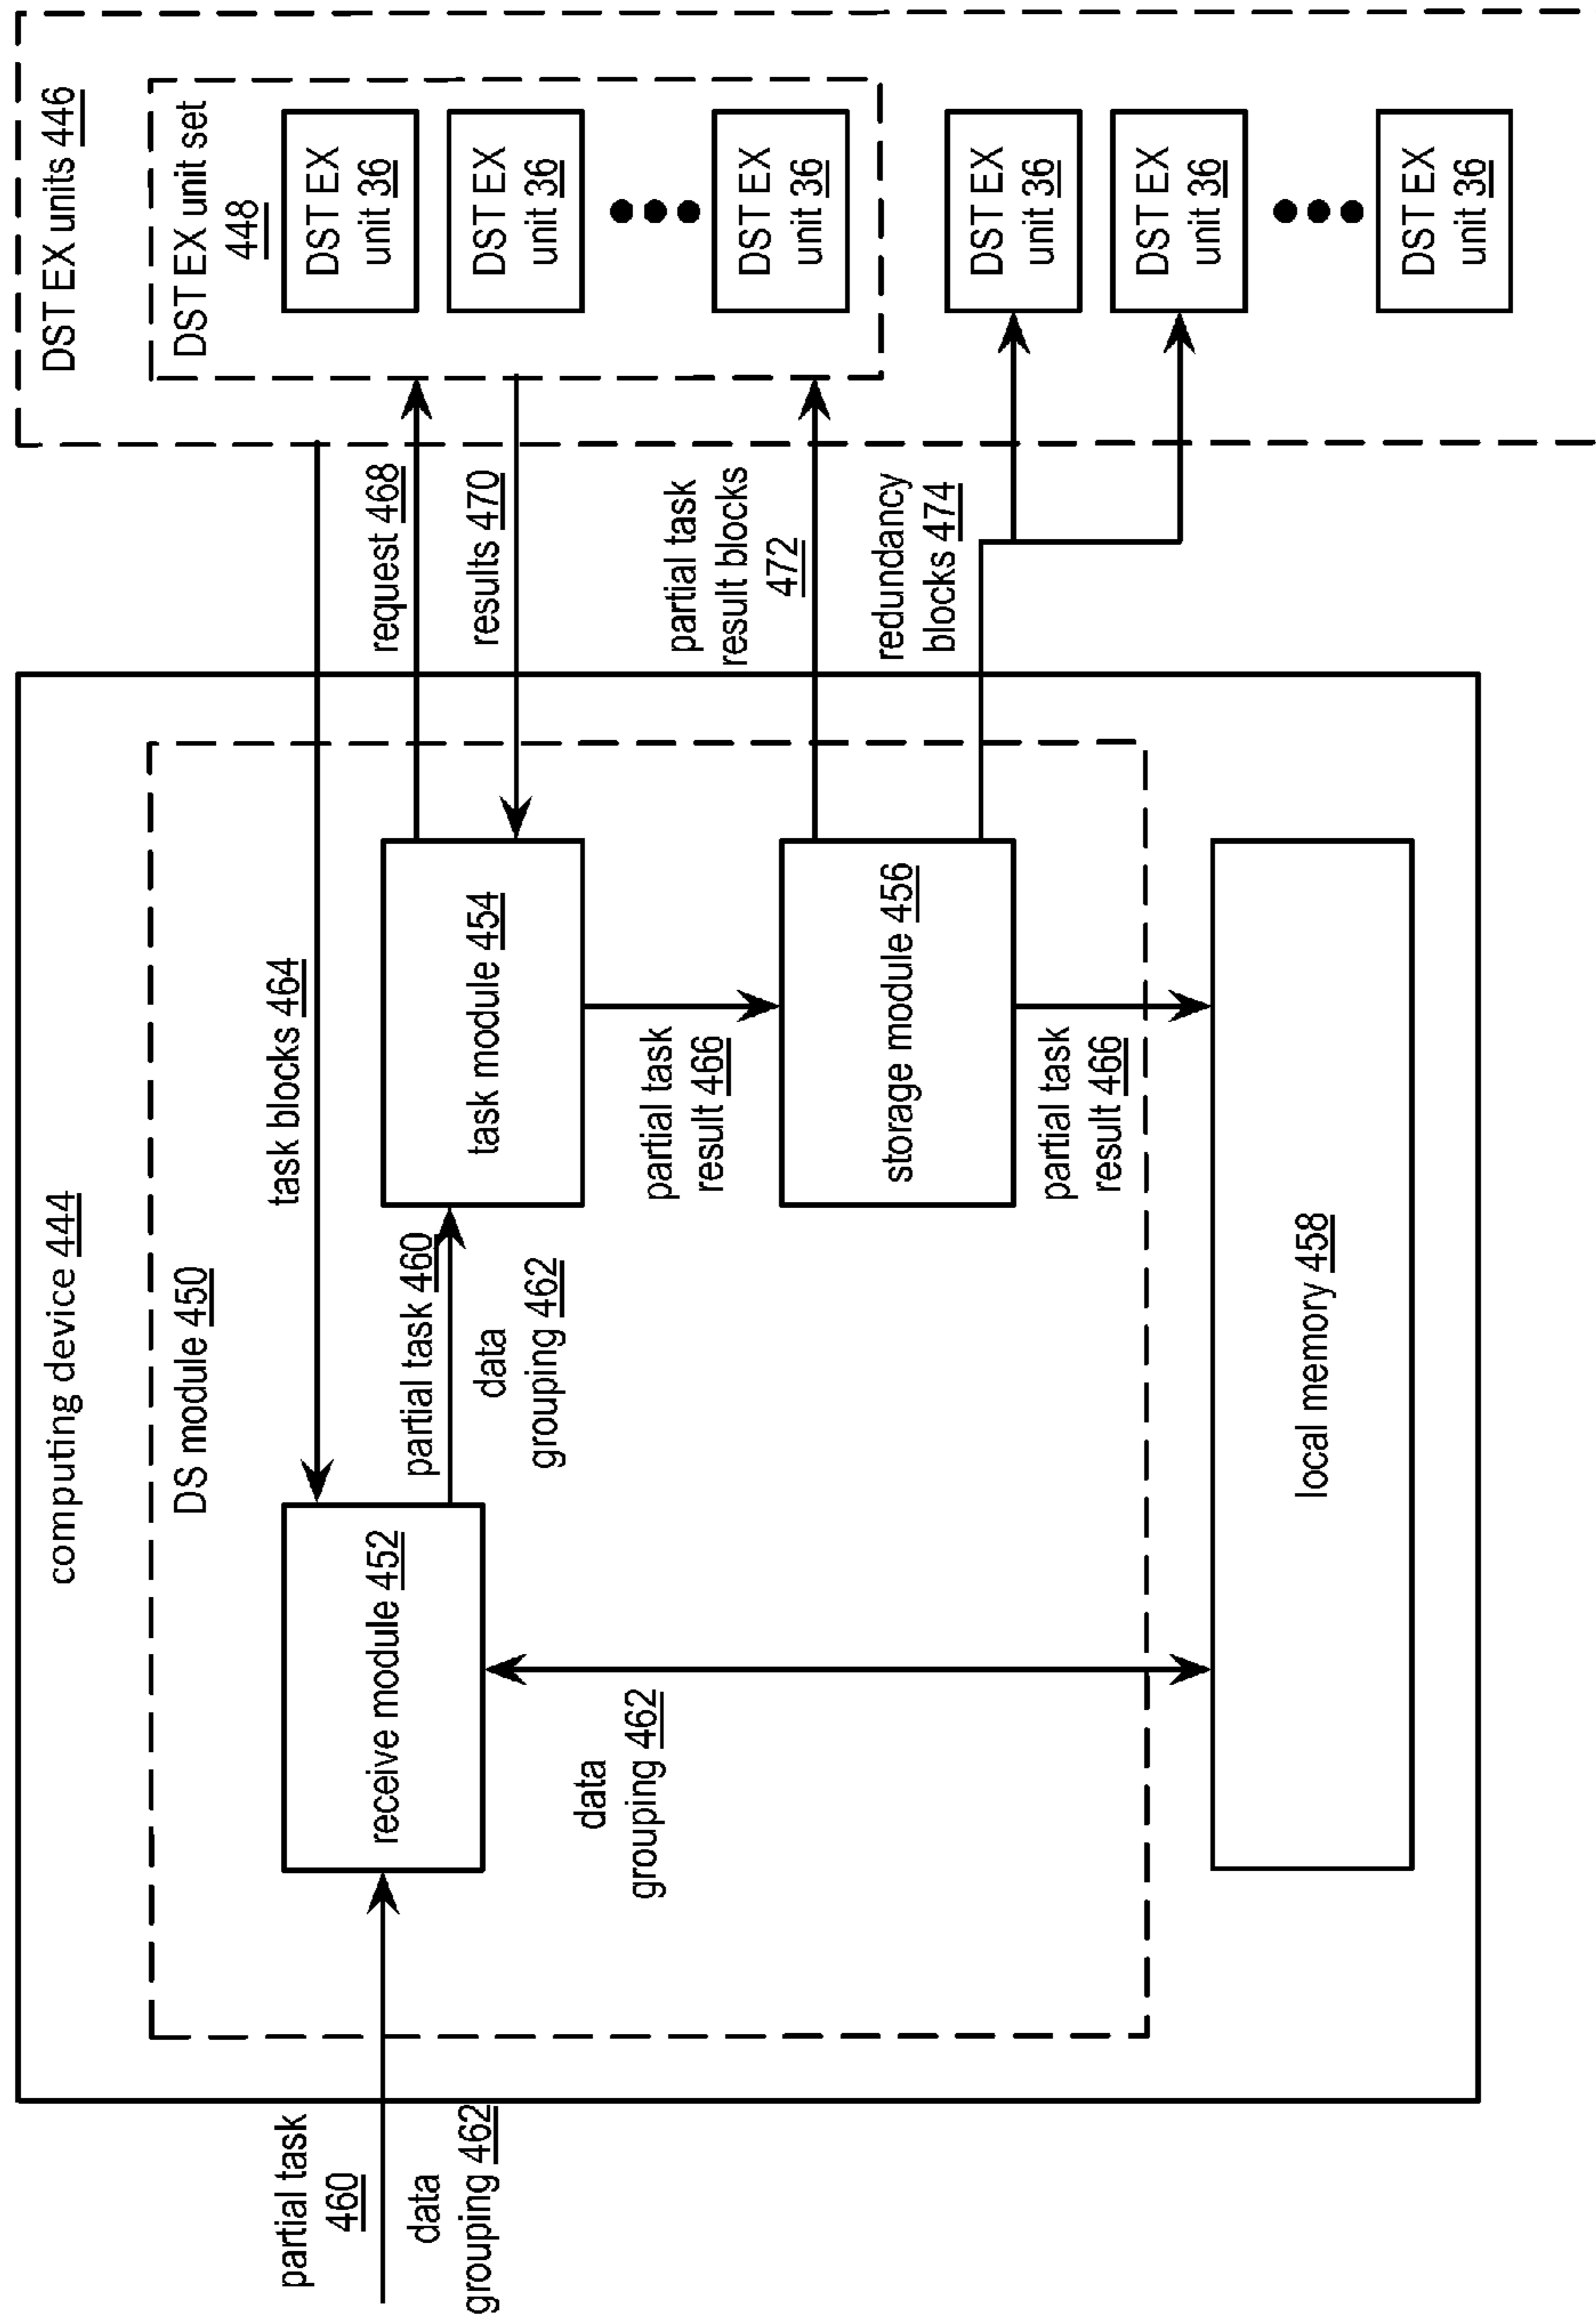 computing device 444
DS module 450
partial task
460
data
grouping 462
receive module 452
task blocks 464
partial task 460
data
grouping 462
task module 454
request 468
results 470
data
grouping 462
partial task
result 466
storage module 456
partial task
result blocks
472
redundancy
blocks 474
partial task
result 466
local memory 458
DST EX units 446
DST EX unit set
448
DST EX
unit 36
DST EX
unit 36
DST EX
unit 36
DST EX
unit 36
DST EX
unit 36
DST EX
unit 36